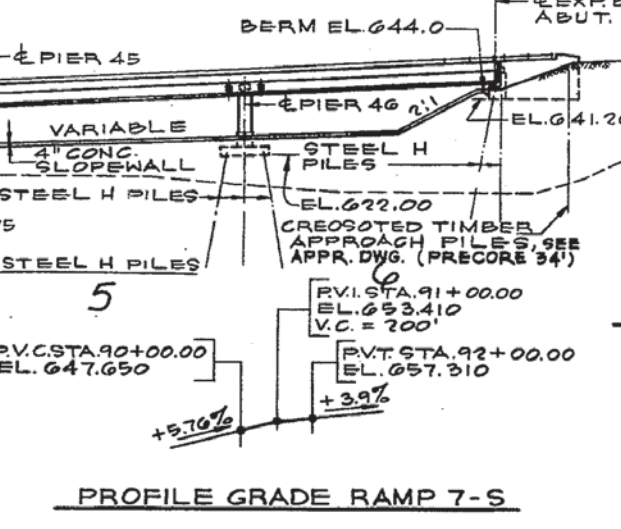 ℄ EXP.
ABUT.
BERM EL.644.0
℄ PIER 45
℄ PIER 46
2:1
EL.641.20
VARIABLE
4" CONC.
SLOPEWALL
STEEL H
PILES
STEEL H PILES
EL.622.00
CREOSOTED TIMBER
APPROACH PILES, SEE
APPR. DWG. (PRECORE 34')
STEEL H PILES
5
6
P.V.I. STA.91+00.00
EL.653.410
V.C. = 200'
P.V.C. STA.90+00.00
EL. 647.650
P.V.T. STA.92+00.00
EL.657.310
+5.76%
+3.9%
PROFILE GRADE RAMP 7-S